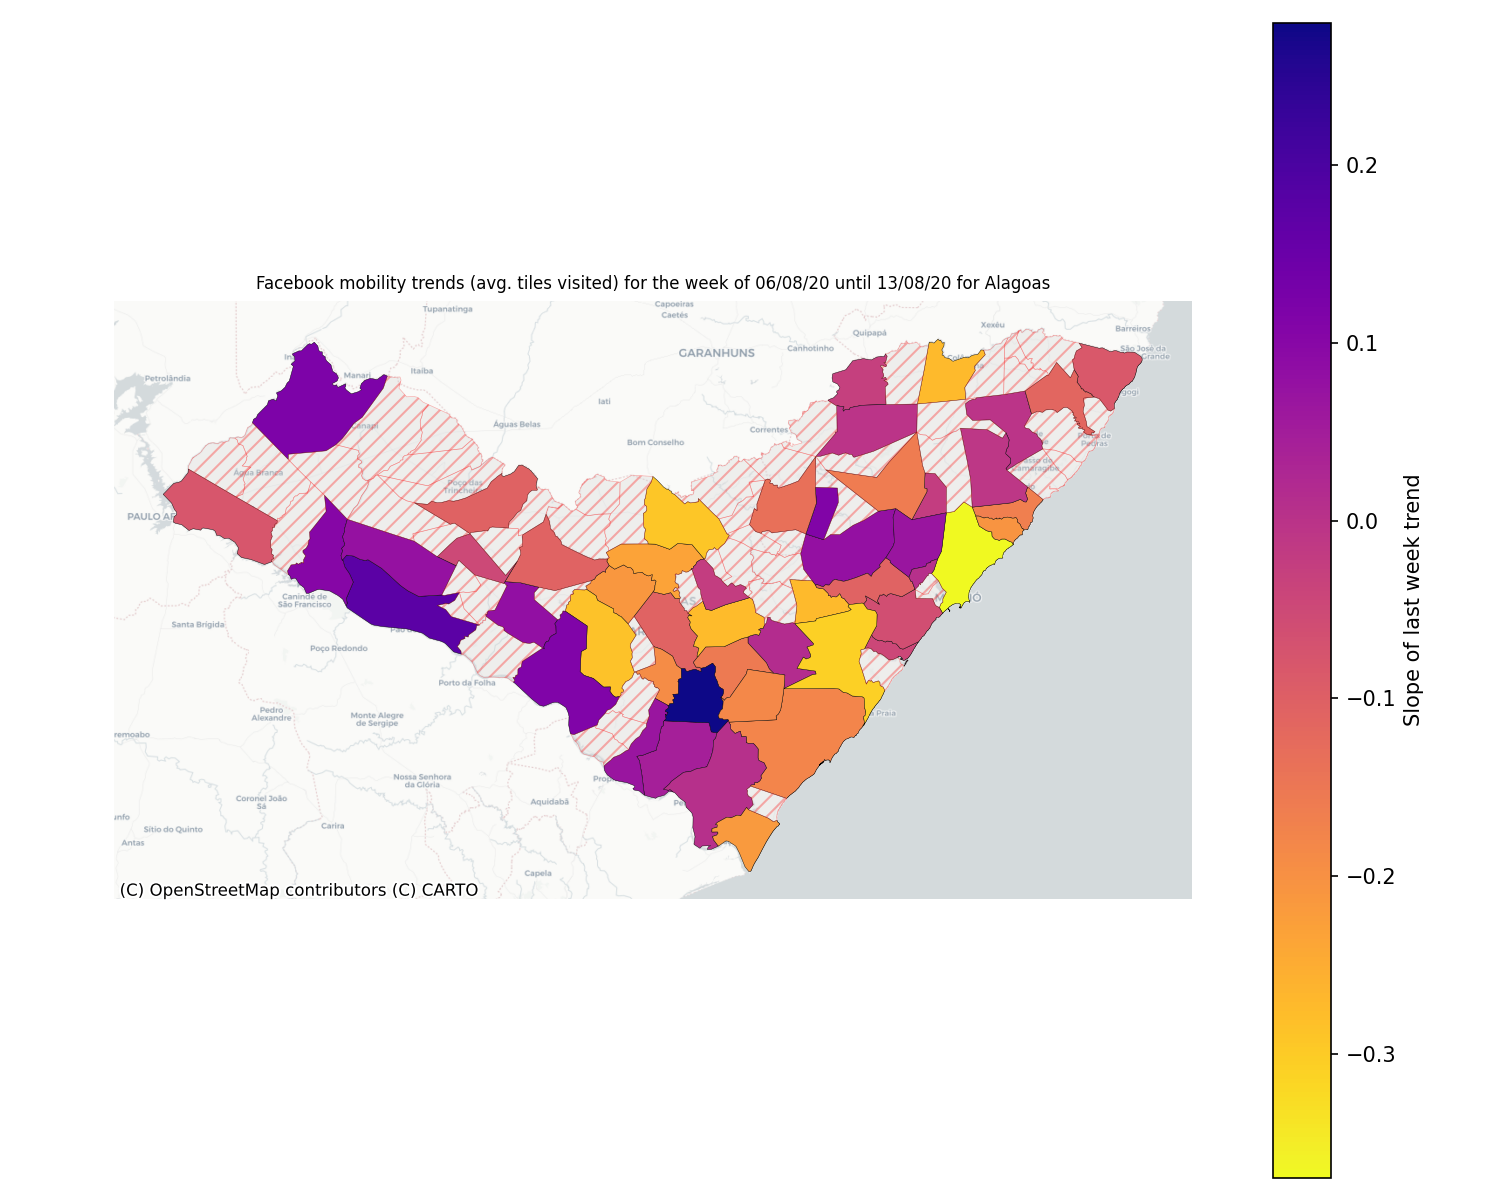 Facebook mobility trends (avg. tiles visited) for the week of 06/08/20 until 13/08/20 for Alagoas
Capoeiras
Tupanatinga
Caetés
Xexéu
Barreiros
Quipapá
Canhotinho
GARANHUNS
São José da
Grande
Itaíba
Manari
Petrolândia
Iati
Águas Belas
Correntes
Bom Conselho
Água Branca
Poço das
Trincheir
PAULO AF
Canindé de
São Francisco
Santa Brígida
Poço Redondo
Porto da Folha
Pedro
Alexandre
Monte Alegre
de Sergipe
Praia
remoabo
Nossa Senhora
da Glória
Prop
Coronel João
Sá
Aquidabã
Carira
Sítio do Quinto
Antas
Capela
(C) OpenStreetMap contributors (C) CARTO
0.2
0.1
0.0
−0.1
−0.2
−0.3
Slope of last week trend